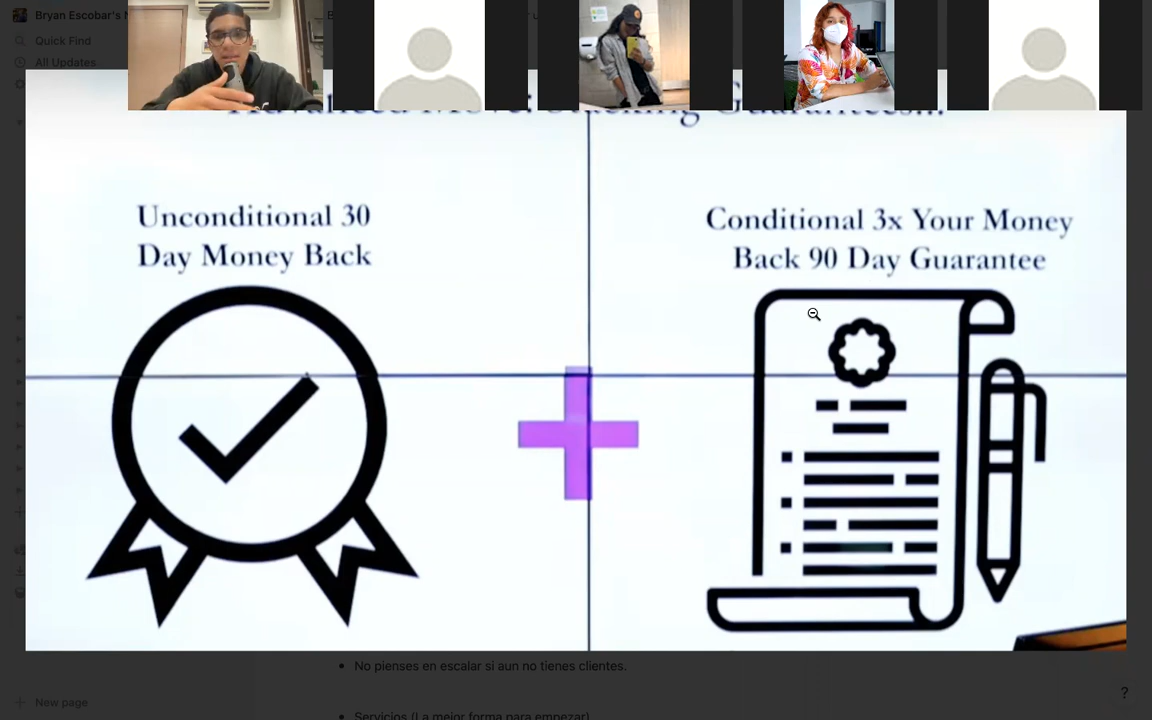 Bryan Escobar's
Quick Find
All Updates
Advanced Move: Stacking Guarantees...
Unconditional 30
Day Money Back
Conditional 3x Your Money
Back 90 Day Guarantee
No pienses en escalar si aun no tienes clientes.
Servicios (La mejor forma para empezar)
New page
?